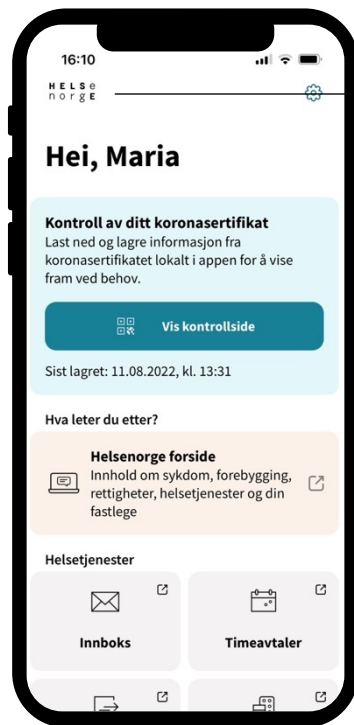 16:10
HELSe
norgE
Hei, Maria
Kontroll av ditt koronasertifikat
Last ned og lagre informasjon fra
koronasertifikatet lokalt i appen for å vise
fram ved behov.
Vis kontrollside
Sist lagret: 11.08.2022, kl. 13:31
Hva leter du etter?
Helsenorge forside
Innhold om sykdom, forebygging,
rettigheter, helsetjenester og din
fastlege
Helsetjenester
Innboks
Timeavtaler